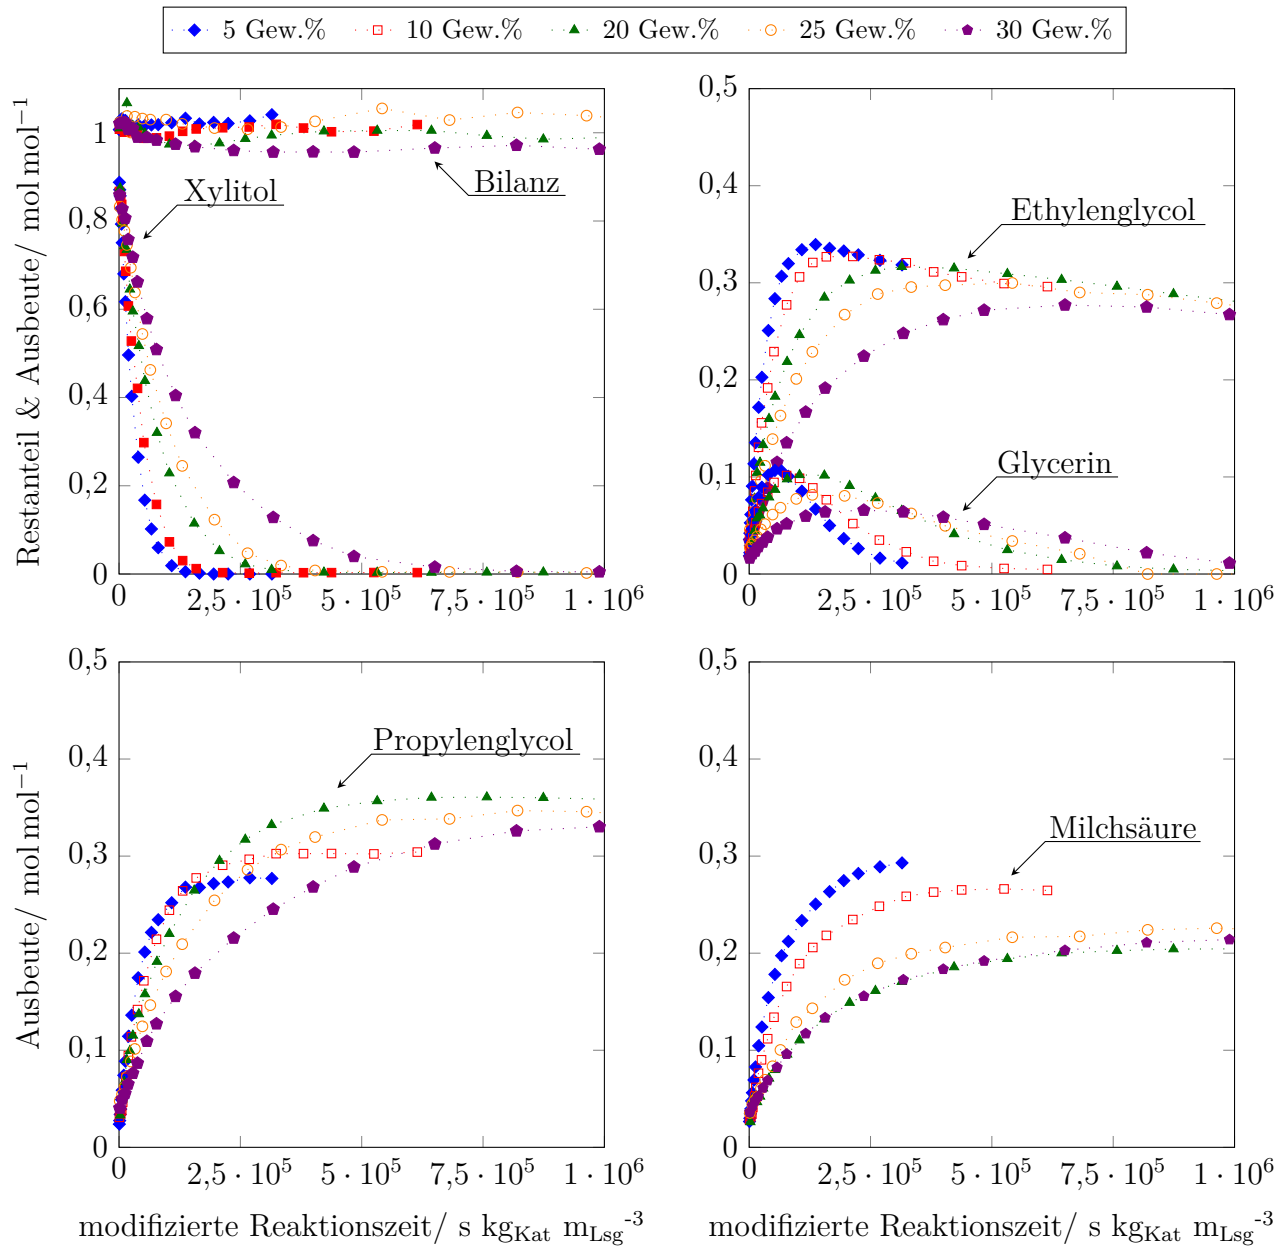 5 Gew.% 10 Gew.% 20 Gew.% 25 Gew.% 30 Gew.%
Restanteil & Ausbeute/ mol mol⁻¹
1
0,8
0,6
0,4
0,2
0
Xylitol
Bilanz
0 2,5 · 10⁵ 5 · 10⁵ 7,5 · 10⁵ 1 · 10⁶
0,5
0,4
0,3
0,2
0,1
0
Ethylenglycol
Glycerin
0 2,5 · 10⁵ 5 · 10⁵ 7,5 · 10⁵ 1 · 10⁶
Ausbeute/ mol mol⁻¹
0,5
0,4
0,3
0,2
0,1
0
Propylenglycol
0 2,5 · 10⁵ 5 · 10⁵ 7,5 · 10⁵ 1 · 10⁶
modifizierte Reaktionszeit/ s kg_Kat m_Lsg⁻³
0,5
0,4
0,3
0,2
0,1
0
Milchsäure
0 2,5 · 10⁵ 5 · 10⁵ 7,5 · 10⁵ 1 · 10⁶
modifizierte Reaktionszeit/ s kg_Kat m_Lsg⁻³